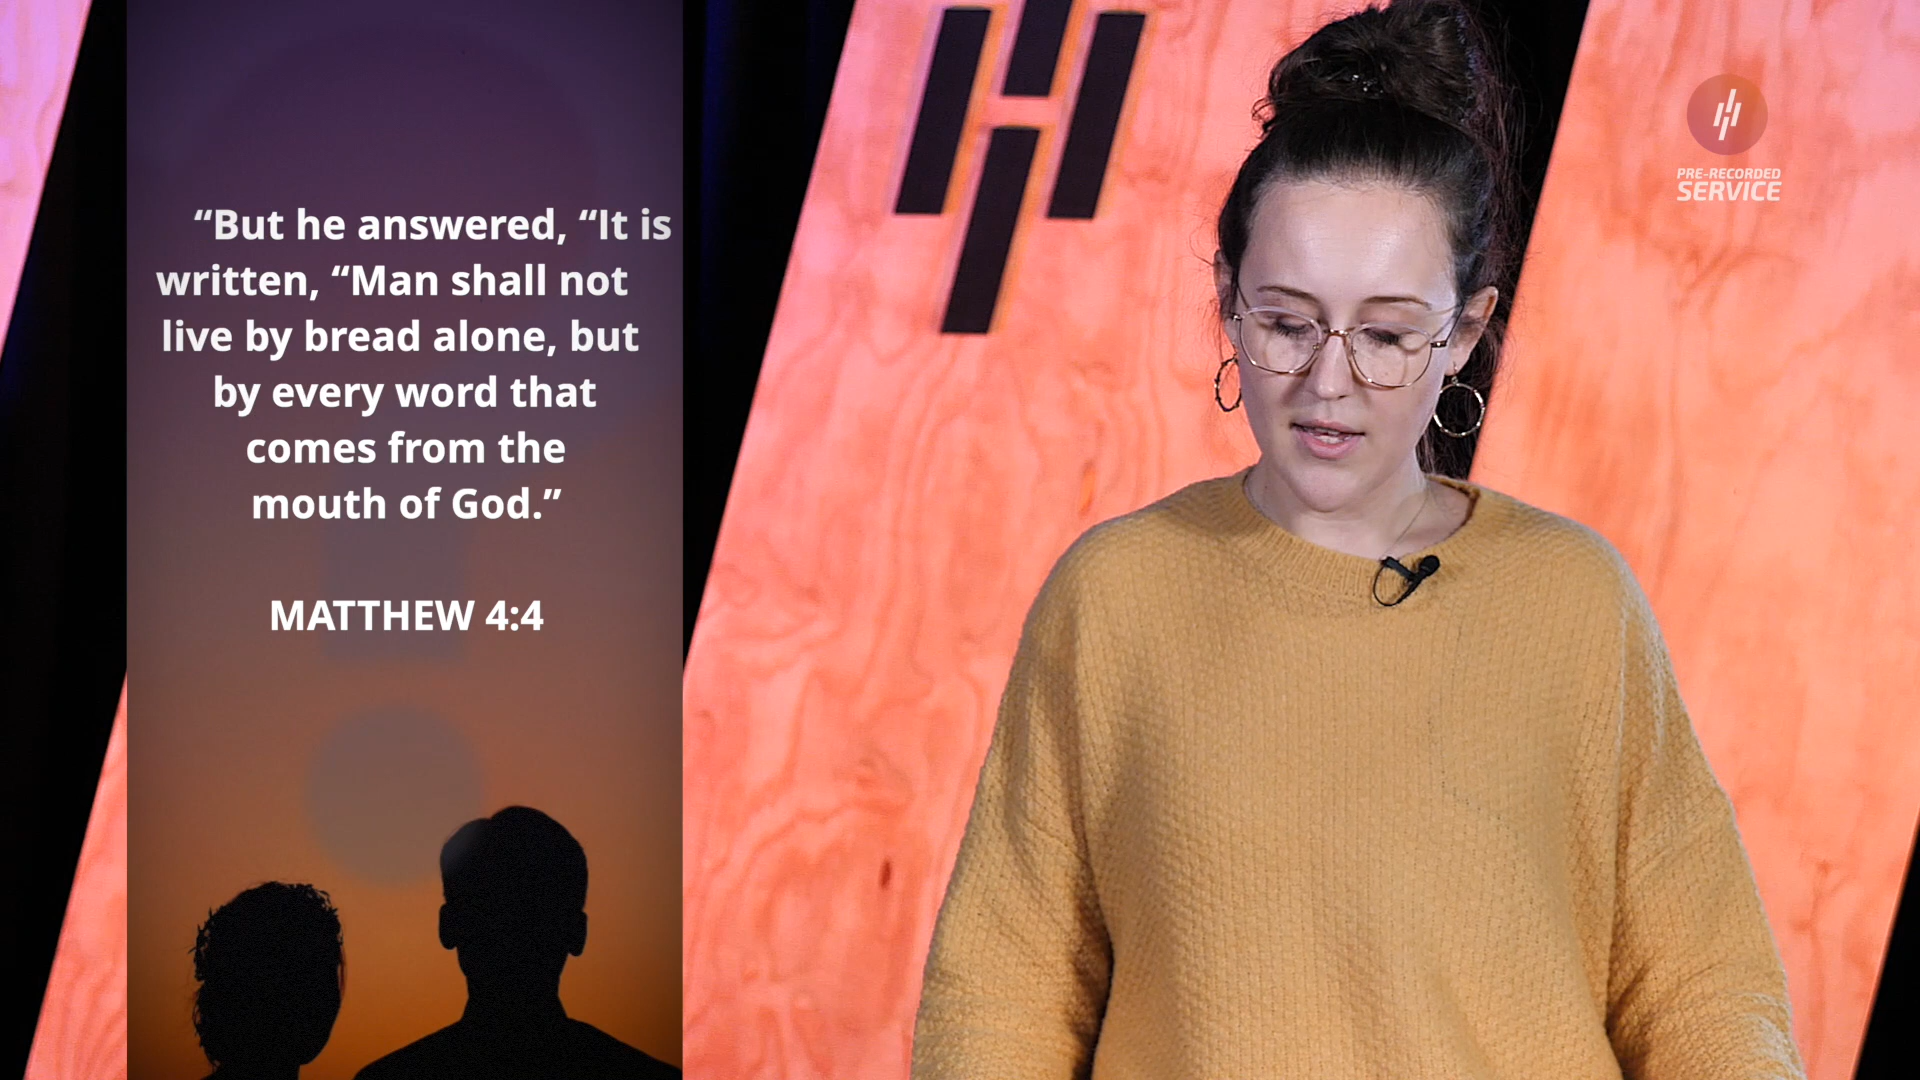 “But he answered, “It is
written, “Man shall not
live by bread alone, but
by every word that
comes from the
mouth of God.”
MATTHEW 4:4
PRE-RECORDED
SERVICE